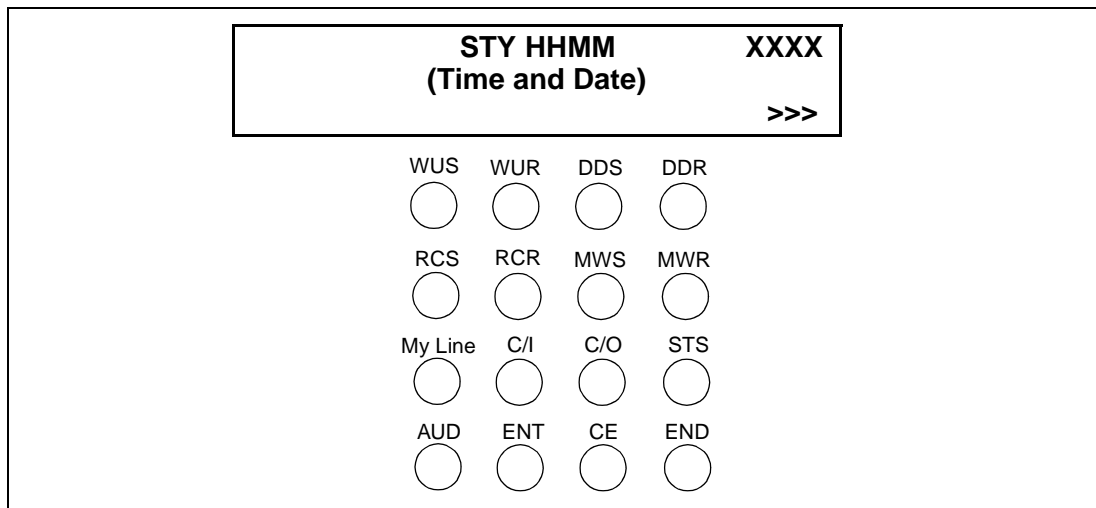 STY HHMM XXXX
(Time and Date)
>>>
WUS WUR DDS DDR
RCS RCR MWS MWR
My Line C/I C/O STS
AUD ENT CE END